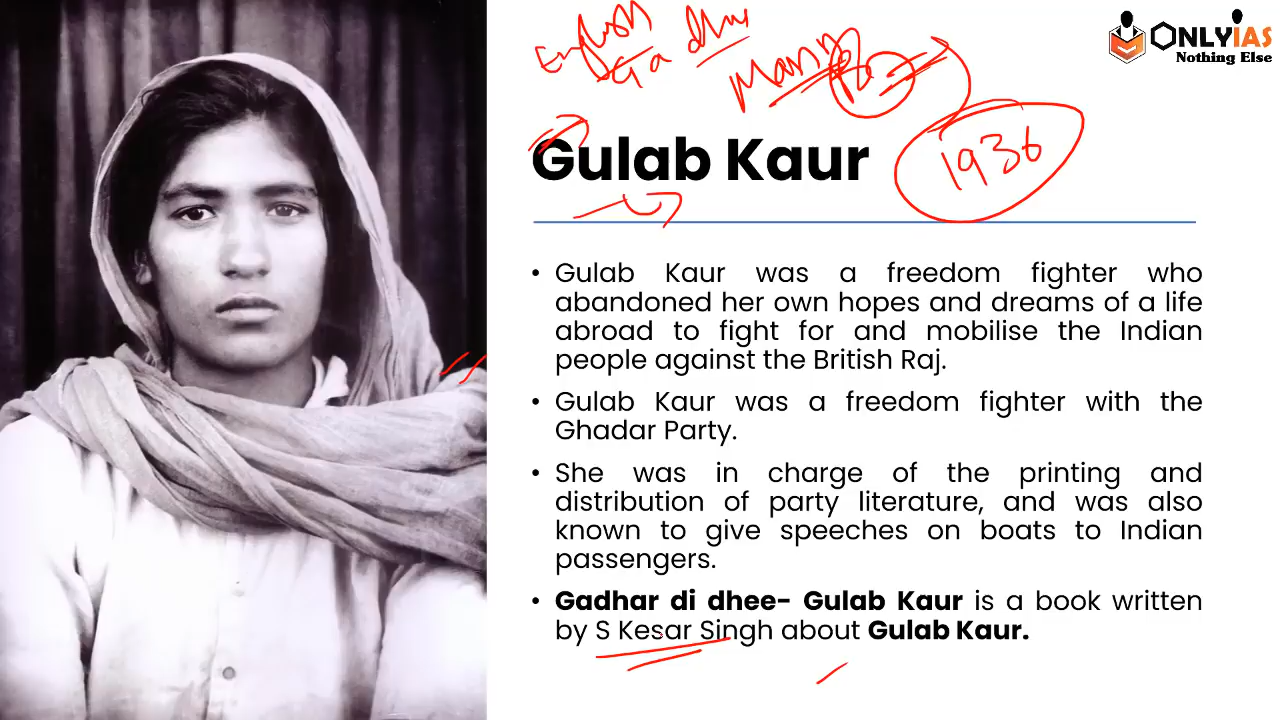 ONLYIAS
Nothing Else
English
Ga dhar
1936
Gulab Kaur
• Gulab Kaur was a freedom fighter who
abandoned her own hopes and dreams of a life
abroad to fight for and mobilise the Indian
people against the British Raj.
• Gulab Kaur was a freedom fighter with the
Ghadar Party.
• She was in charge of the printing and
distribution of party literature, and was also
known to give speeches on boats to Indian
passengers.
• Gadhar di dhee- Gulab Kaur is a book written
by S Kesar Singh about Gulab Kaur.